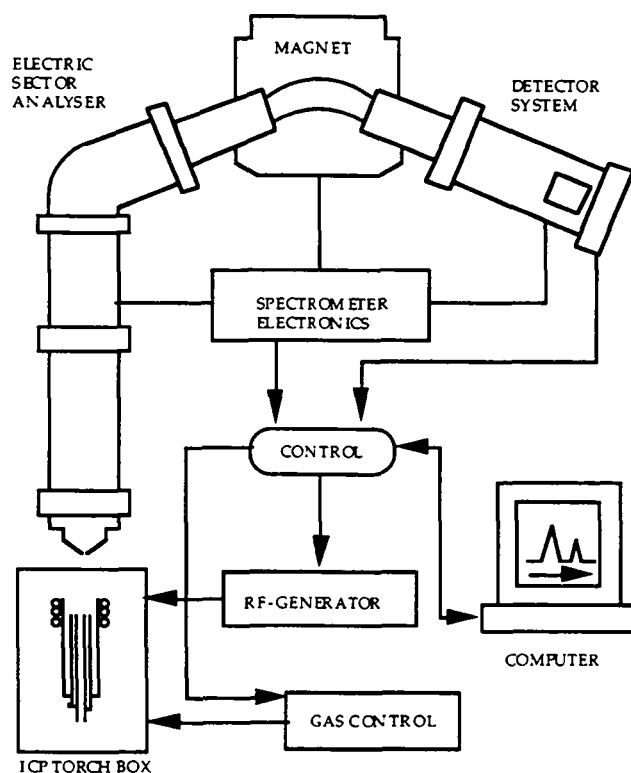 MAGNET
ELECTRIC
SECTOR
ANALYSER
DETECTOR
SYSTEM
SPECTROMETER
ELECTRONICS
CONTROL
RF-GENERATOR
COMPUTER
GAS CONTROL
ICP TORCH BOX